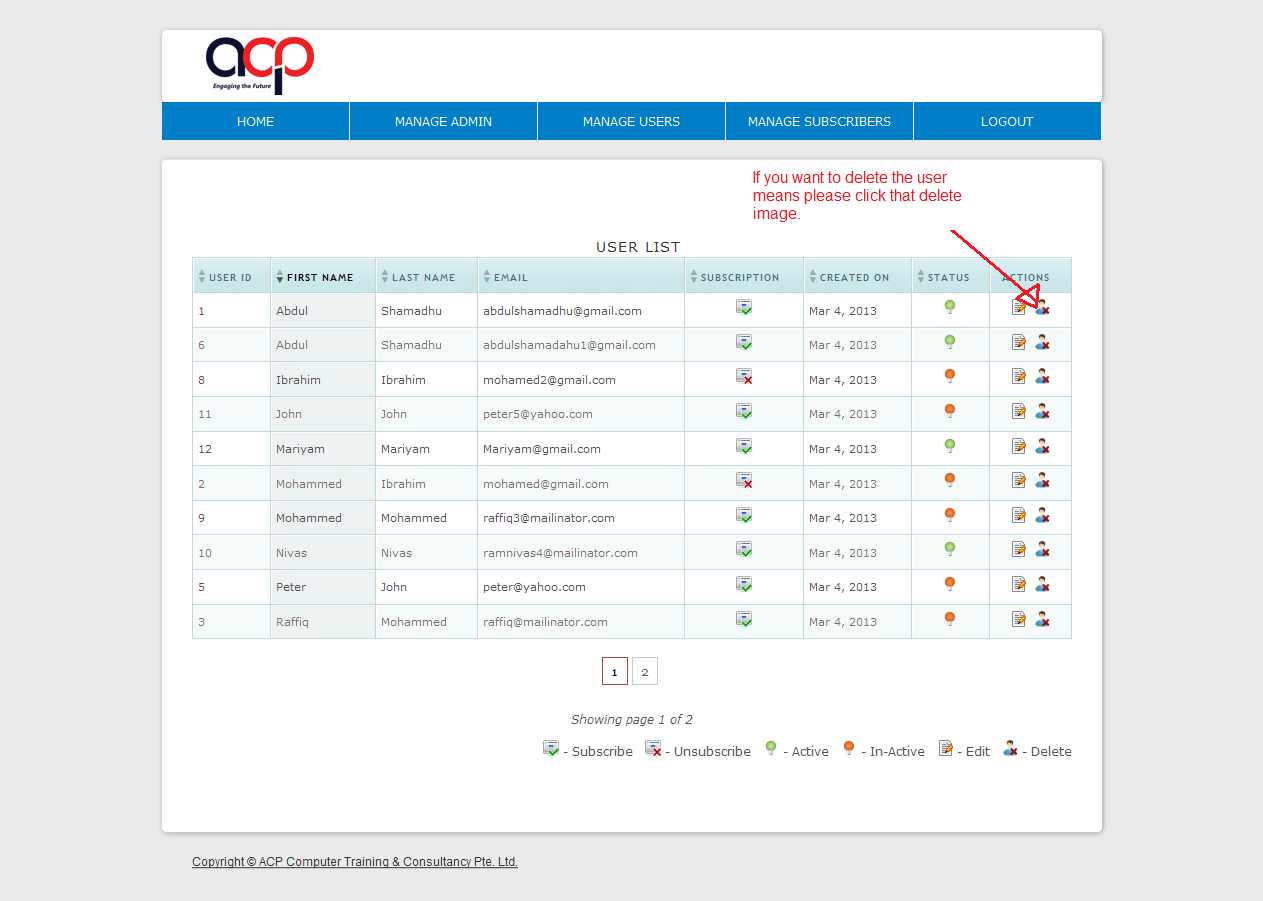 acp
Engaging the Future
HOME MANAGE ADMIN MANAGE USERS MANAGE SUBSCRIBERS LOGOUT
If you want to delete the user
means please click that delete
image.
USER LIST
USER ID FIRST NAME LAST NAME EMAIL SUBSCRIPTION CREATED ON STATUS ACTIONS
1 Abdul Shamadhu abdulshamadhu@gmail.com Mar 4, 2013
6 Abdul Shamadhu abdulshamadahu1@gmail.com Mar 4, 2013
8 Ibrahim Ibrahim mohamed2@gmail.com Mar 4, 2013
11 John John peter5@yahoo.com Mar 4, 2013
12 Mariyam Mariyam Mariyam@gmail.com Mar 4, 2013
2 Mohammed Ibrahim mohamed@gmail.com Mar 4, 2013
9 Mohammed Mohammed raffiq3@mailinator.com Mar 4, 2013
10 Nivas Nivas ramnivas4@mailinator.com Mar 4, 2013
5 Peter John peter@yahoo.com Mar 4, 2013
3 Raffiq Mohammed raffiq@mailinator.com Mar 4, 2013
1 2
Showing page 1 of 2
- Subscribe - Unsubscribe - Active - In-Active - Edit - Delete
Copyright © ACP Computer Training & Consultancy Pte. Ltd.